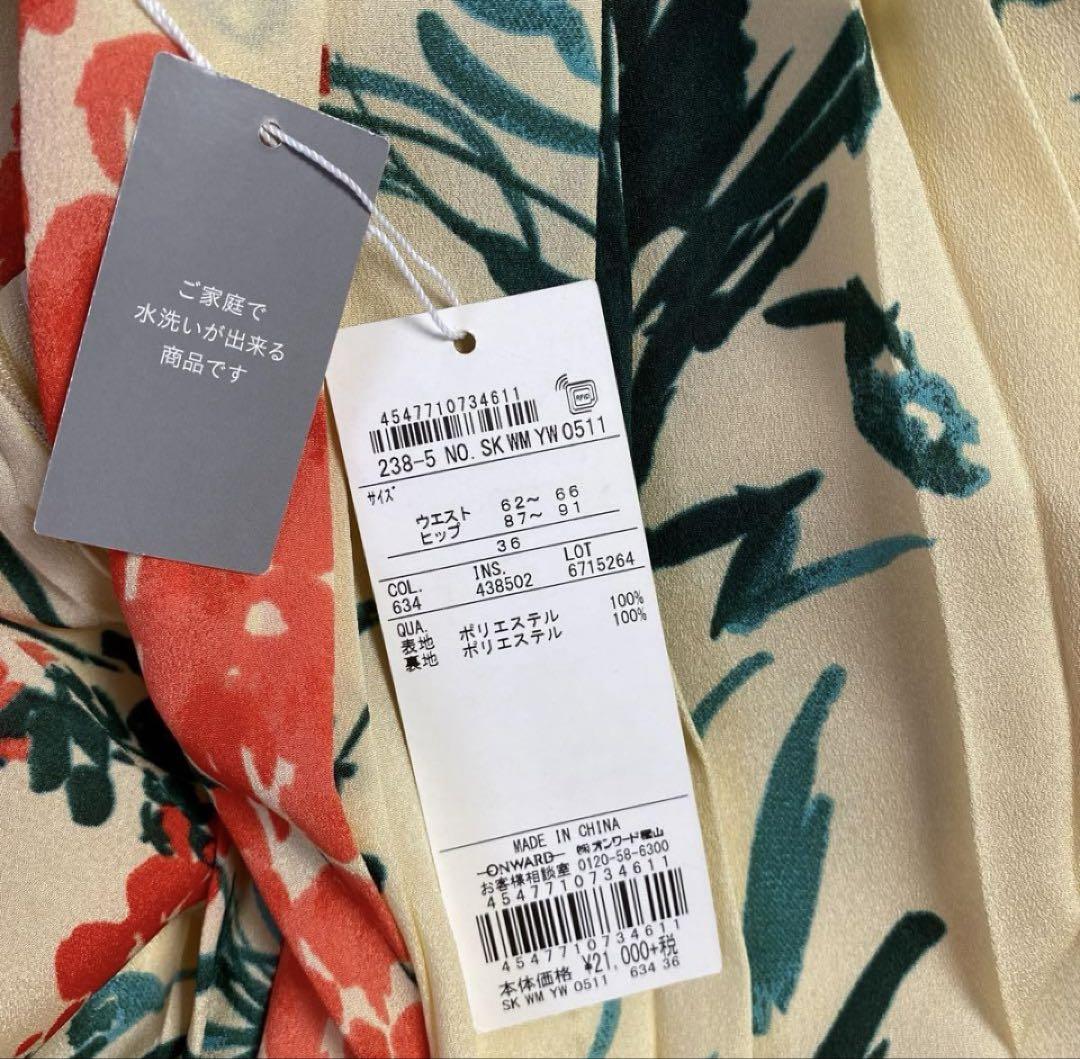 ご家庭で
水洗いが出来る
商品です
4547710734611
RFID
238-5 NO. SKWMYW0511
サイズ
ウエスト 62～ 66
ヒップ 87～ 91
36
COL. INS. LOT
634 438502 6715264
QUA.
表地 ポリエステル 100%
裏地 ポリエステル 100%
MADE IN CHINA
ONWARD ㈱オンワード樫山
お客様相談室 0120-58-6300
4547710734611
4547710734611
本体価格 ¥21,000+税
SK WM YW 0511 634 36